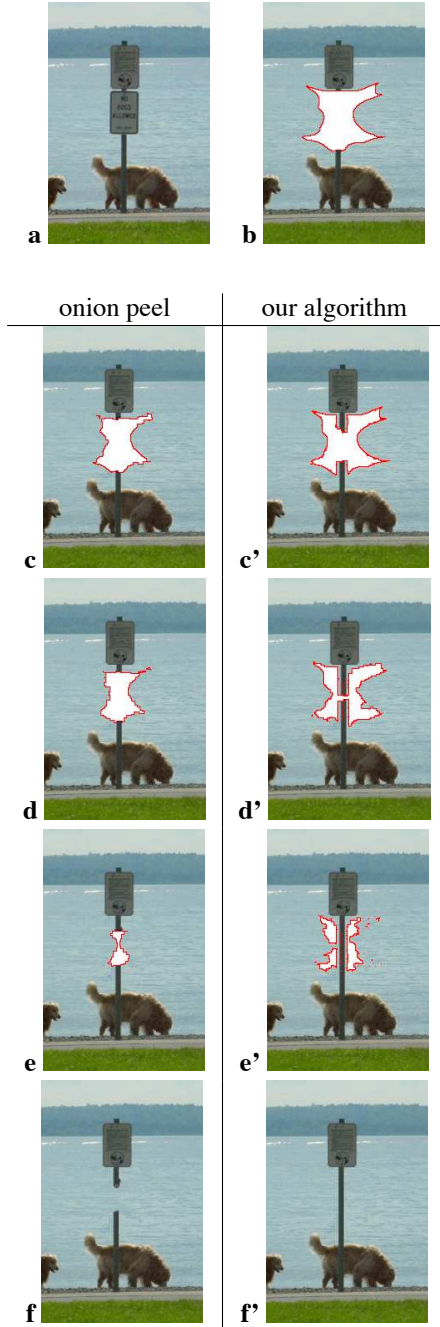 NO
DOGS
ALLOWED
a b
onion peel our algorithm
c c’
d d’
e e’
f f’